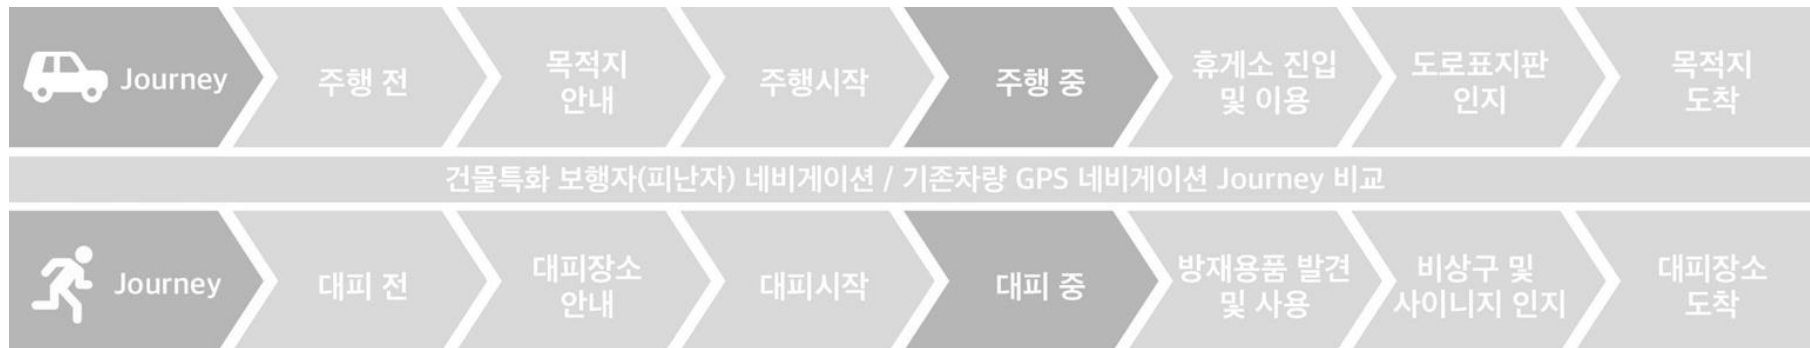 Journey
주행 전
목적지
안내
주행시작
주행 중
휴게소 진입
및 이용
도로표지판
인지
목적지
도착
건물특화 보행자(피난자) 네비게이션 / 기존차량 GPS 네비게이션 Journey 비교
Journey
대피 전
대피장소
안내
대피시작
대피 중
방재용품 발견
및 사용
비상구 및
사이니지 인지
대피장소
도착